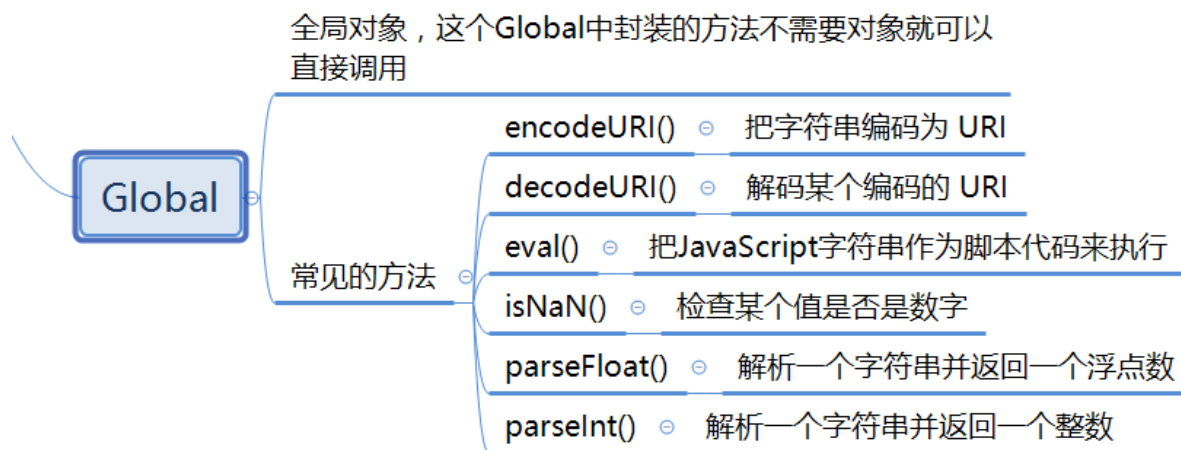 全局对象，这个Global中封装的方法不需要对象就可以
直接调用
Global
常见的方法
encodeURI() 把字符串编码为 URI
decodeURI() 解码某个编码的 URI
eval() 把JavaScript字符串作为脚本代码来执行
isNaN() 检查某个值是否是数字
parseFloat() 解析一个字符串并返回一个浮点数
parseInt() 解析一个字符串并返回一个整数